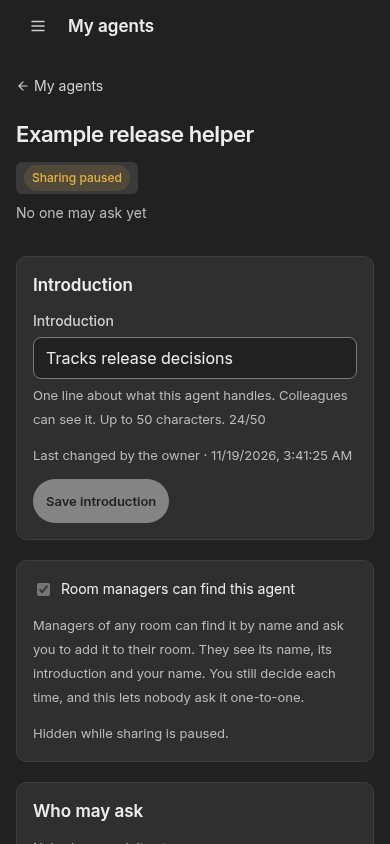 My agents
← My agents
Example release helper
Sharing paused
No one may ask yet
Introduction
Introduction
Tracks release decisions
One line about what this agent handles. Colleagues
can see it. Up to 50 characters. 24/50
Last changed by the owner · 11/19/2026, 3:41:25 AM
Save introduction
Room managers can find this agent
Managers of any room can find it by name and ask
you to add it to their room. They see its name, its
introduction and your name. You still decide each
time, and this lets nobody ask it one-to-one.
Hidden while sharing is paused.
Who may ask